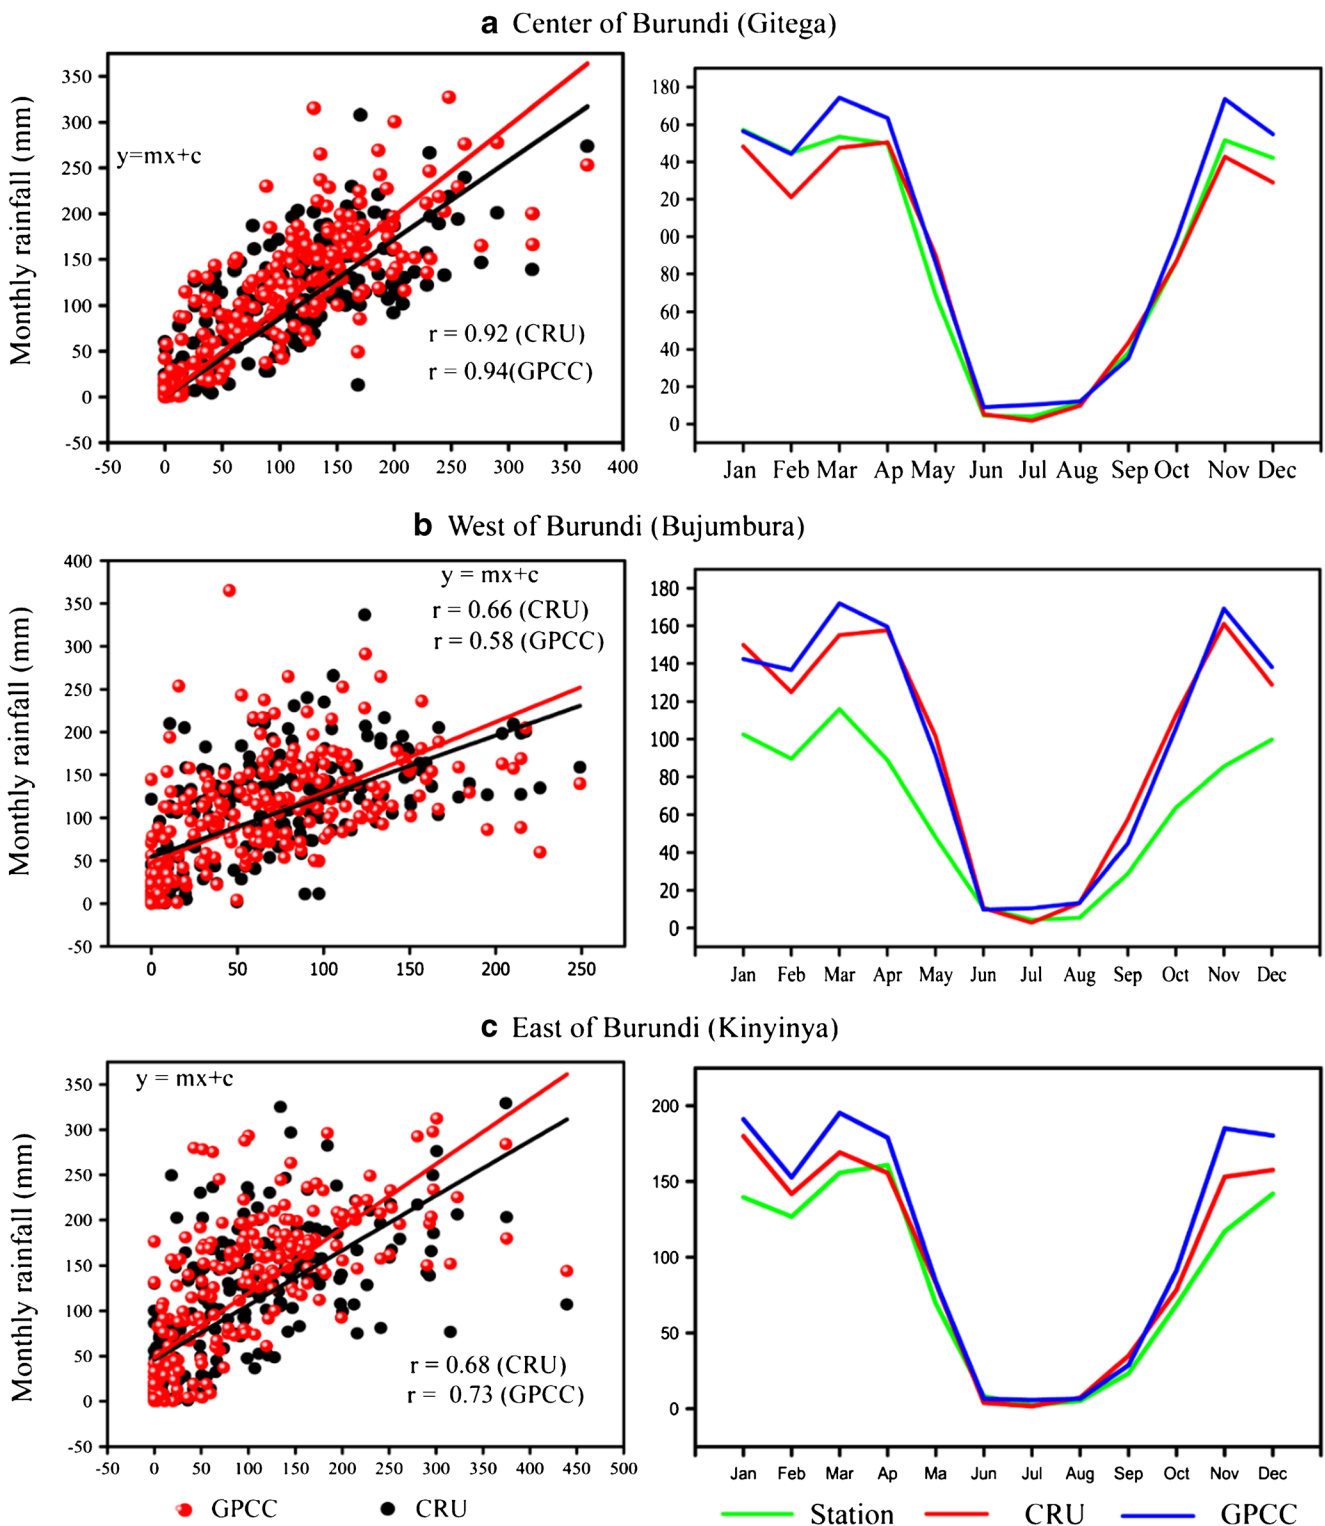 a Center of Burundi (Gitega)
Monthly rainfall (mm)
350
300
250
200
150
100
50
0
-50
y=mx+c
r = 0.92 (CRU)
r = 0.94(GPCC)
-50 0 50 100 150 200 250 300 350 400
180
60
40
20
00
80
60
40
20
0
Jan Feb Mar Ap May Jun Jul Aug Sep Oct Nov Dec
b West of Burundi (Bujumbura)
Monthly rainfall (mm)
400
350
300
250
200
150
100
50
0
-50
y = mx+c
r = 0.66 (CRU)
r = 0.58 (GPCC)
0 50 100 150 200 250
180
160
140
120
100
80
60
40
20
0
Jan Feb Mar Apr May Jun Jul Aug Sep Oct Nov Dec
c East of Burundi (Kinyinya)
Monthly rainfall (mm)
350
300
250
200
150
100
50
0
-50
y = mx+c
r = 0.68 (CRU)
r = 0.73 (GPCC)
-50 0 50 100 150 200 250 300 350 400 450 500
200
150
100
50
0
Jan Feb Mar Ap Ma Jun Jul Aug Sep Oct Nov Dec
GPCC CRU
Station CRU GPCC